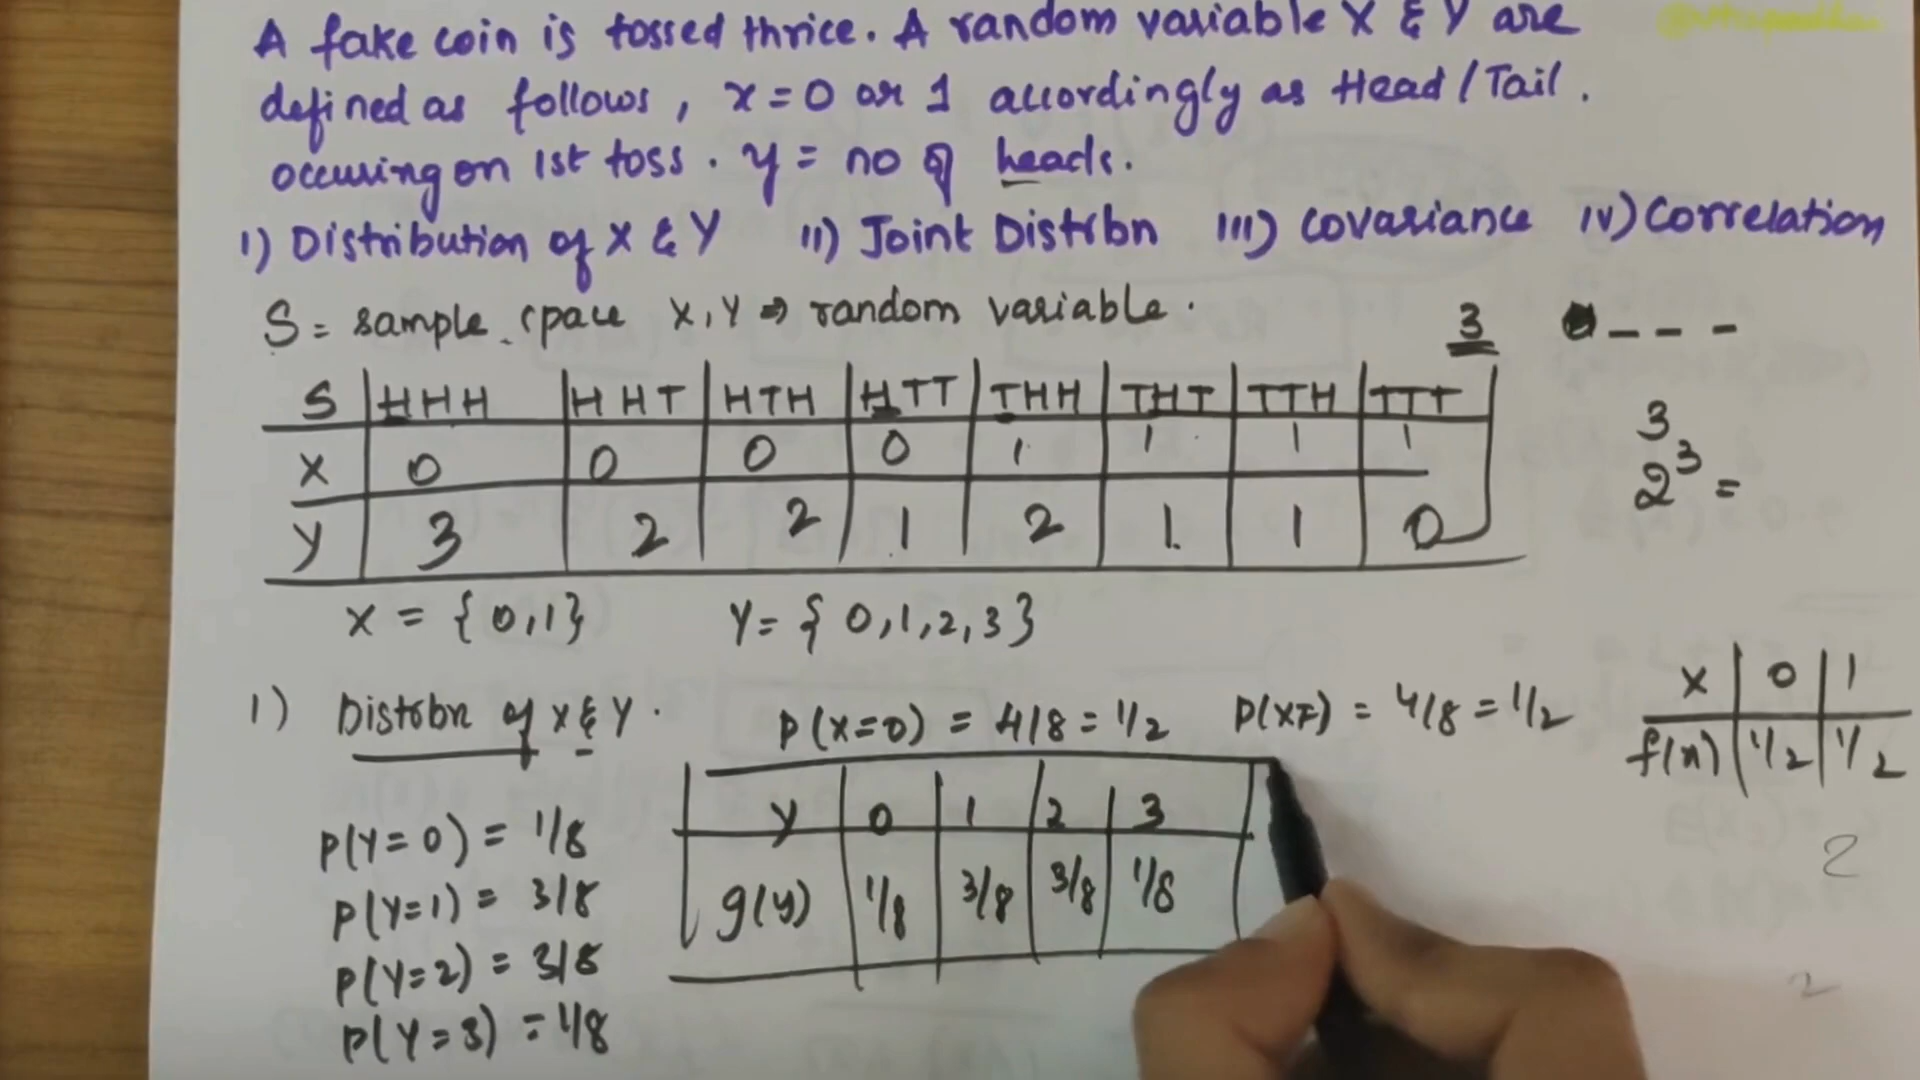 A fake coin is tossed thrice. A random variable X & Y are
defined as follows, x=0 or 1 accordingly as Head/Tail.
occuring on 1st toss. y = no of heads.
1) Distribution of X & Y II) Joint Distrbn III) covariance IV) Correlation
S = sample space X, Y ⇒ random variable.
3 - - -
S HHH HHT HTH HTT THH THT TTH TTT
X 0 0 0 0 1 1 1 1
Y 3 2 2 1 2 1 1 0
3
2³ =
X = {0,1} Y = {0,1,2,3}
1) Distrbn of X & Y.
P(X=0) = 4/8 = 1/2 P(X=) = 4/8 = 1/2
X 0 1
f(x) 1/2 1/2
P(Y=0) = 1/8
P(Y=1) = 3/8
P(Y=2) = 3/8
P(Y=3) = 1/8
y 0 1 2 3
g(y) 1/8 3/8 3/8 1/8
2
2